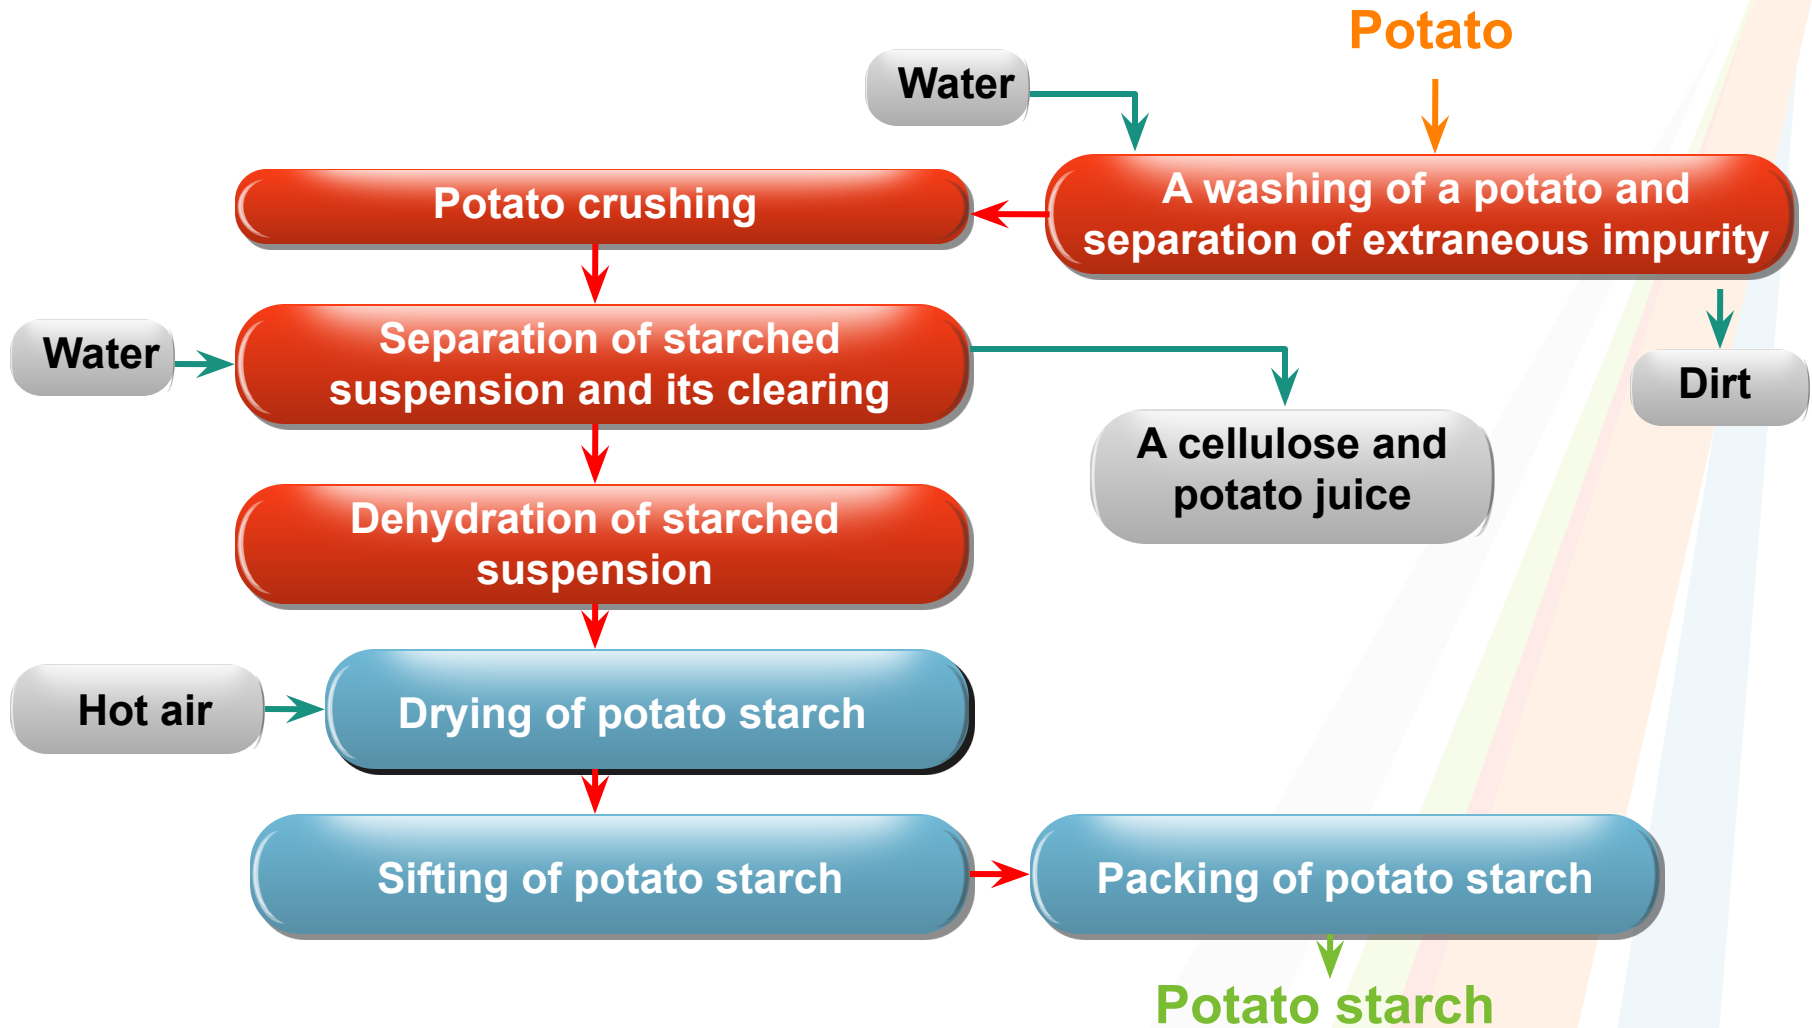 Potato
Water
A washing of a potato and
separation of extraneous impurity
Potato crushing
Water
Separation of starched
suspension and its clearing
Dirt
A cellulose and
potato juice
Dehydration of starched
suspension
Hot air
Drying of potato starch
Sifting of potato starch
Packing of potato starch
Potato starch